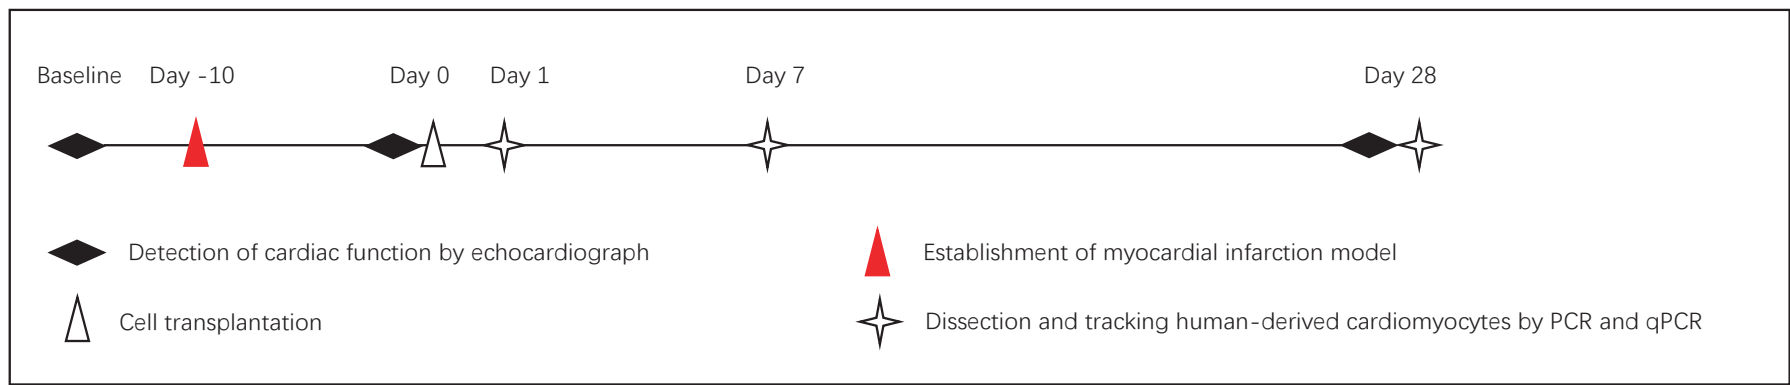 Baseline Day -10 Day 0 Day 1 Day 7 Day 28
Detection of cardiac function by echocardiograph
Establishment of myocardial infarction model
Cell transplantation
Dissection and tracking human-derived cardiomyocytes by PCR and qPCR